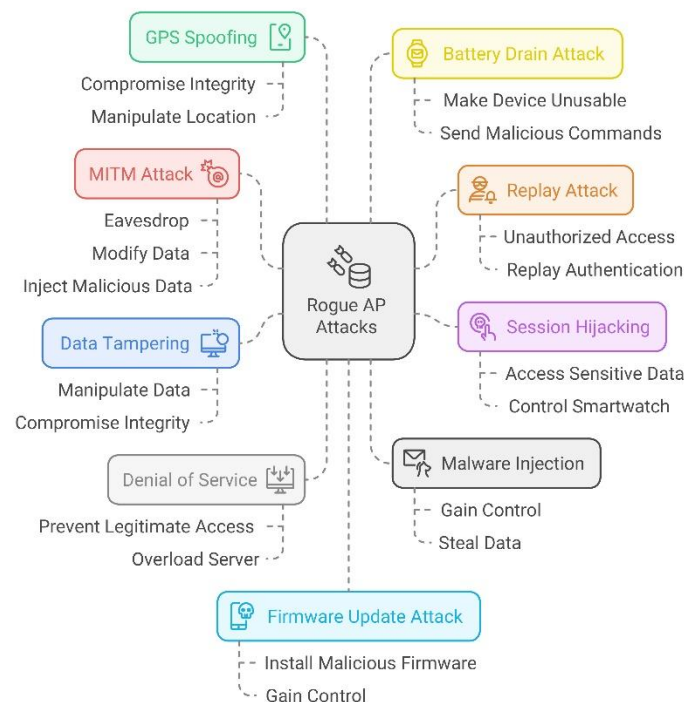 GPS Spoofing
Compromise Integrity
Manipulate Location
Battery Drain Attack
Make Device Unusable
Send Malicious Commands
MITM Attack
Eavesdrop
Modify Data
Inject Malicious Data
Replay Attack
Unauthorized Access
Replay Authentication
Rogue AP
Attacks
Data Tampering
Manipulate Data
Compromise Integrity
Session Hijacking
Access Sensitive Data
Control Smartwatch
Denial of Service
Prevent Legitimate Access
Overload Server
Malware Injection
Gain Control
Steal Data
Firmware Update Attack
Install Malicious Firmware
Gain Control